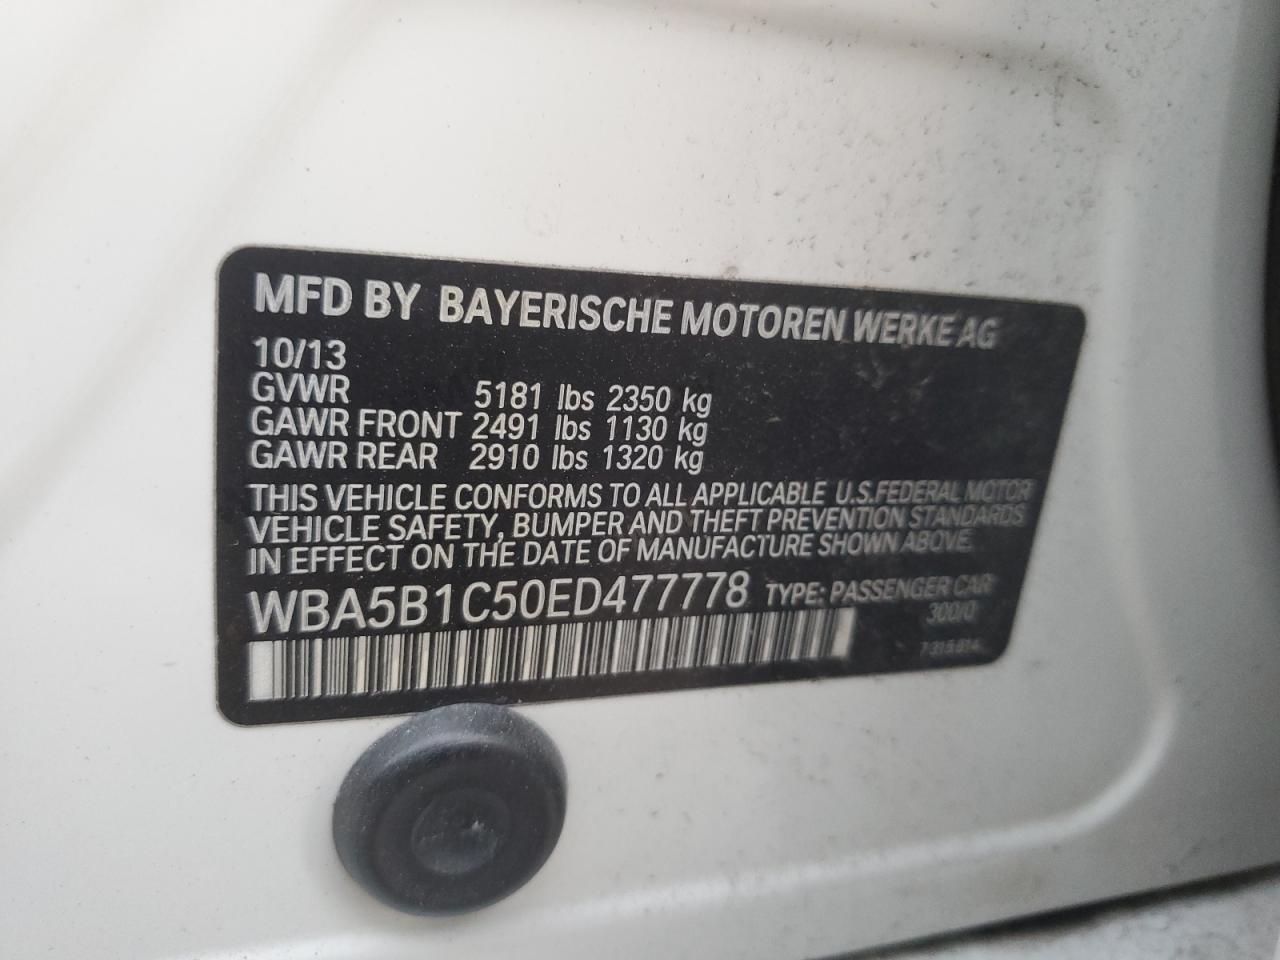 MFD BY BAYERISCHE MOTOREN WERKE AG
10/13
GVWR 5181 lbs 2350 kg
GAWR FRONT 2491 lbs 1130 kg
GAWR REAR 2910 lbs 1320 kg
THIS VEHICLE CONFORMS TO ALL APPLICABLE U.S.FEDERAL MOTOR
VEHICLE SAFETY, BUMPER AND THEFT PREVENTION STANDARDS
IN EFFECT ON THE DATE OF MANUFACTURE SHOWN ABOVE.
WBA5B1C50ED477778 TYPE: PASSENGER CAR
300/0